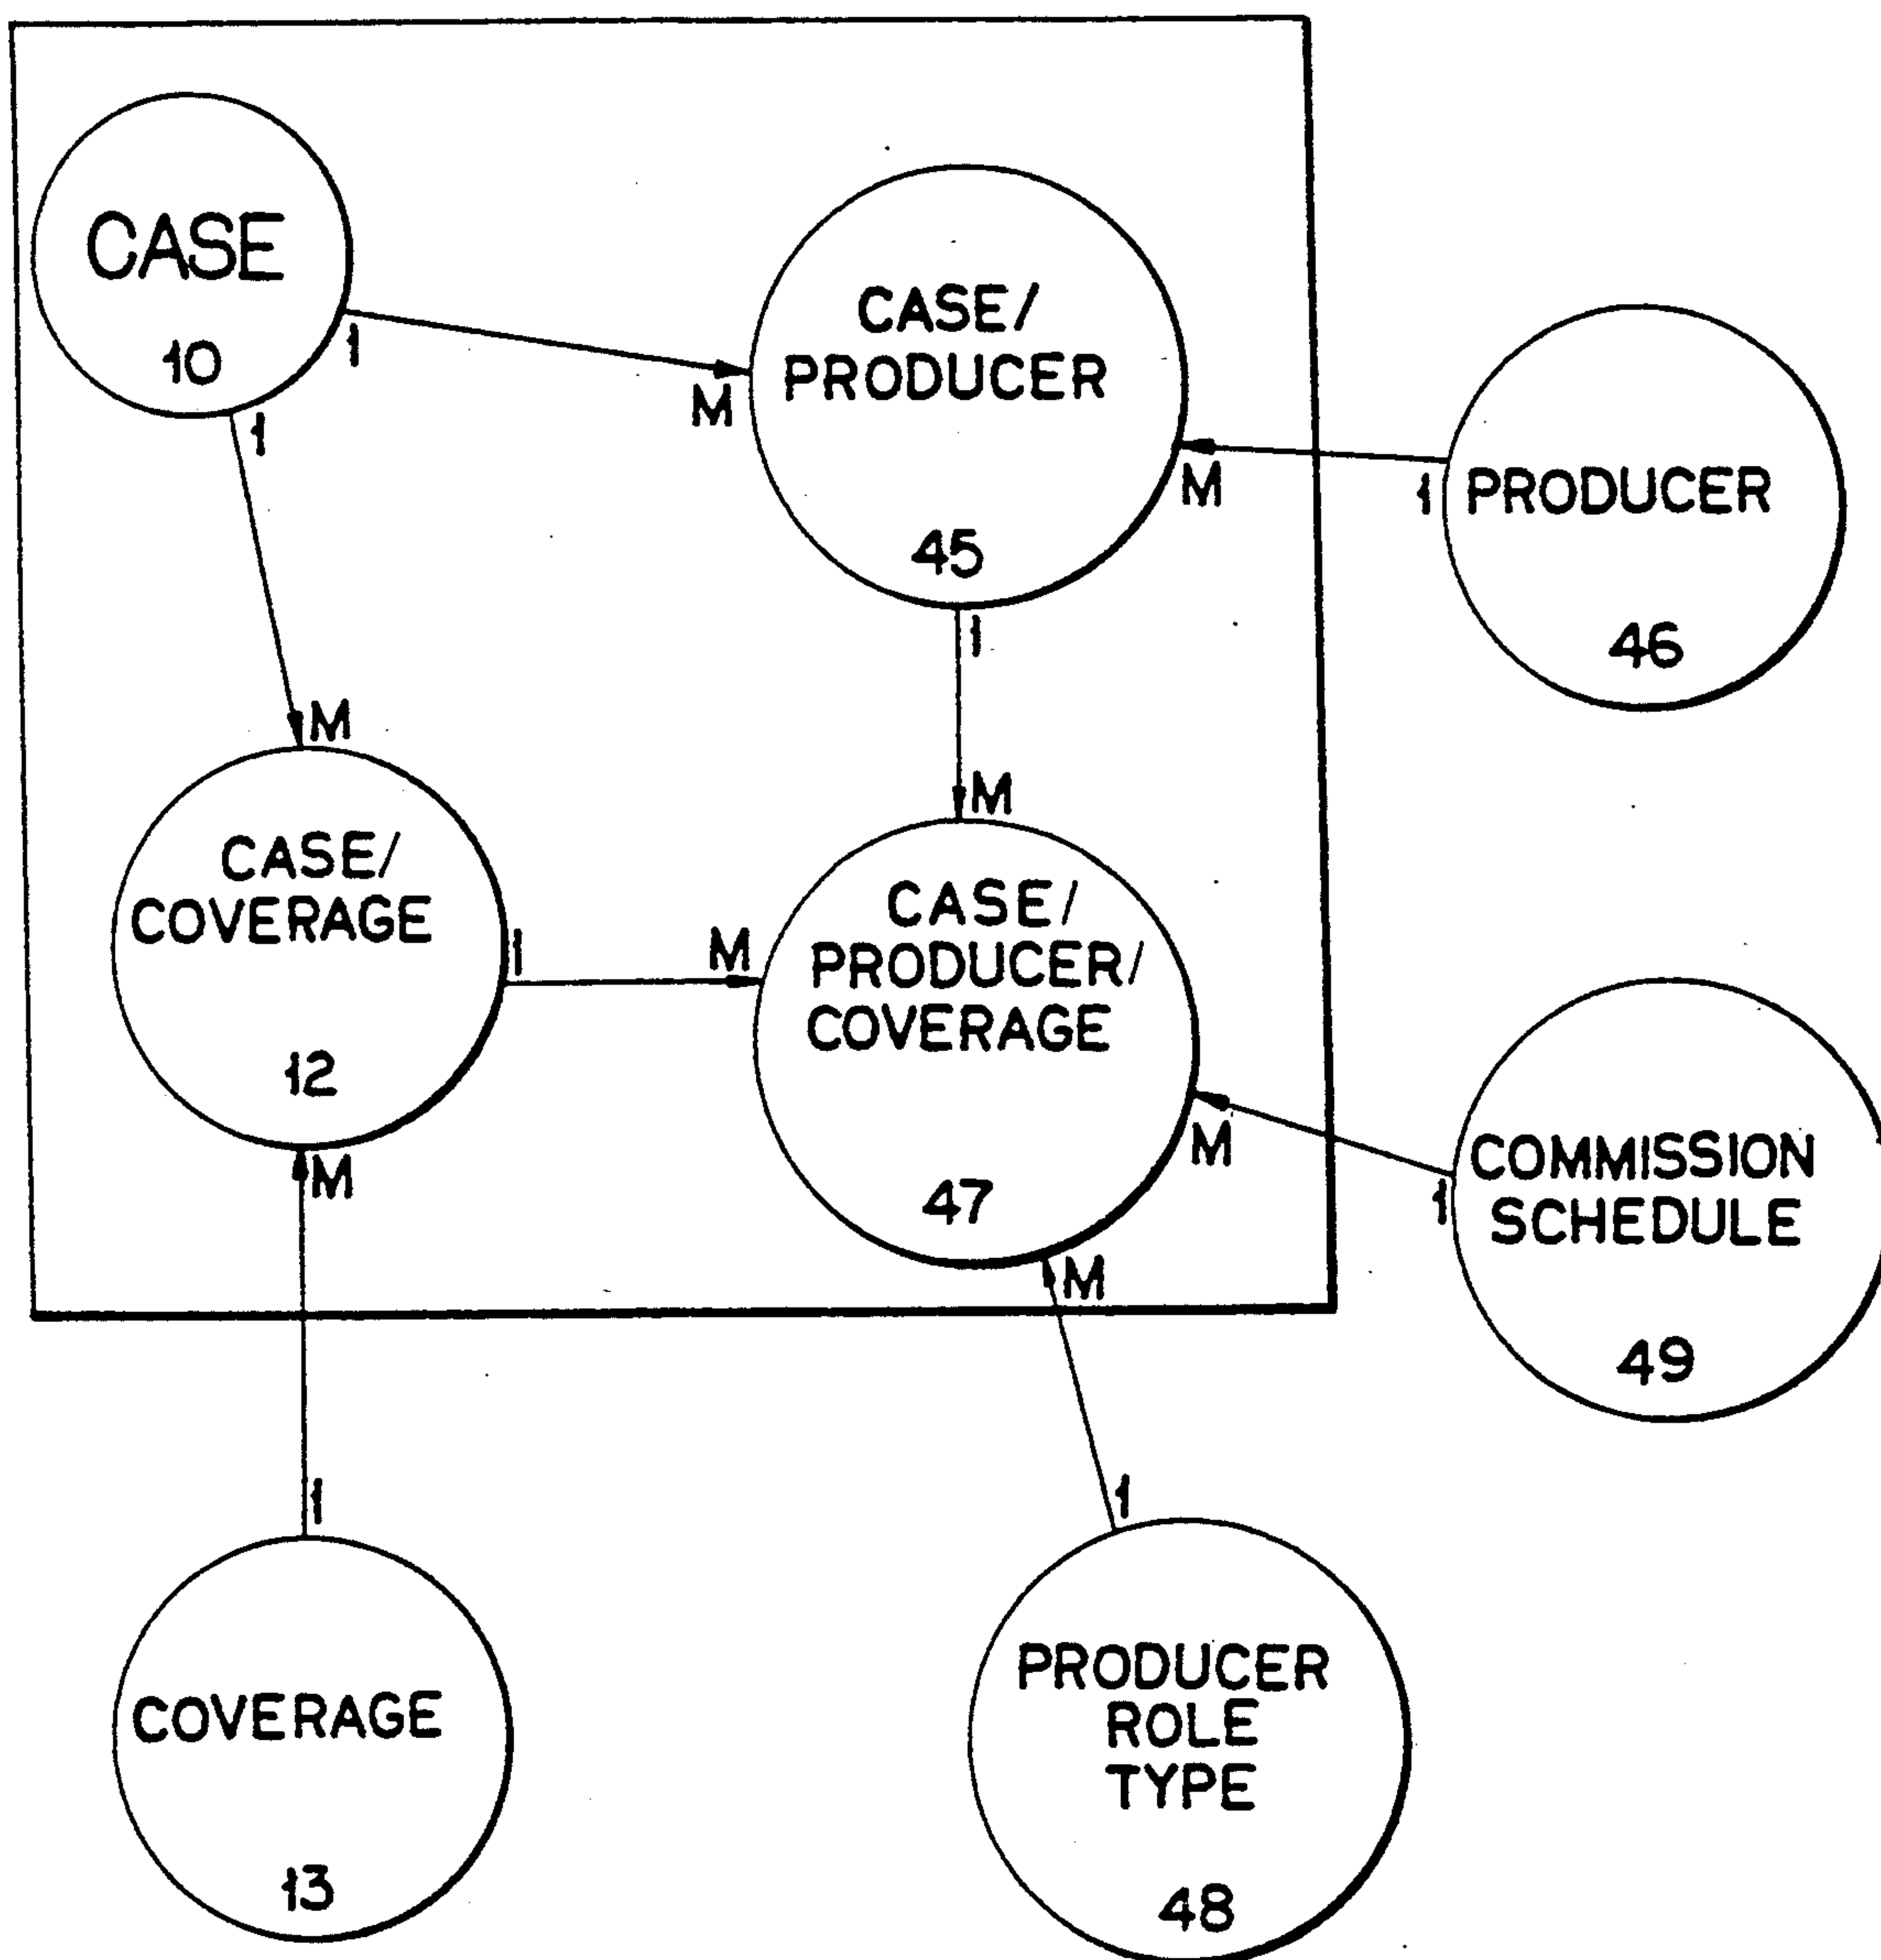 CASE
10
1
M
CASE/
PRODUCER
45
M
1
PRODUCER
46
1
M
1
M
CASE/
COVERAGE
12
1
M
CASE/
PRODUCER/
COVERAGE
47
M
1
COMMISSION
SCHEDULE
49
M
M
1
1
COVERAGE
13
PRODUCER
ROLE
TYPE
48